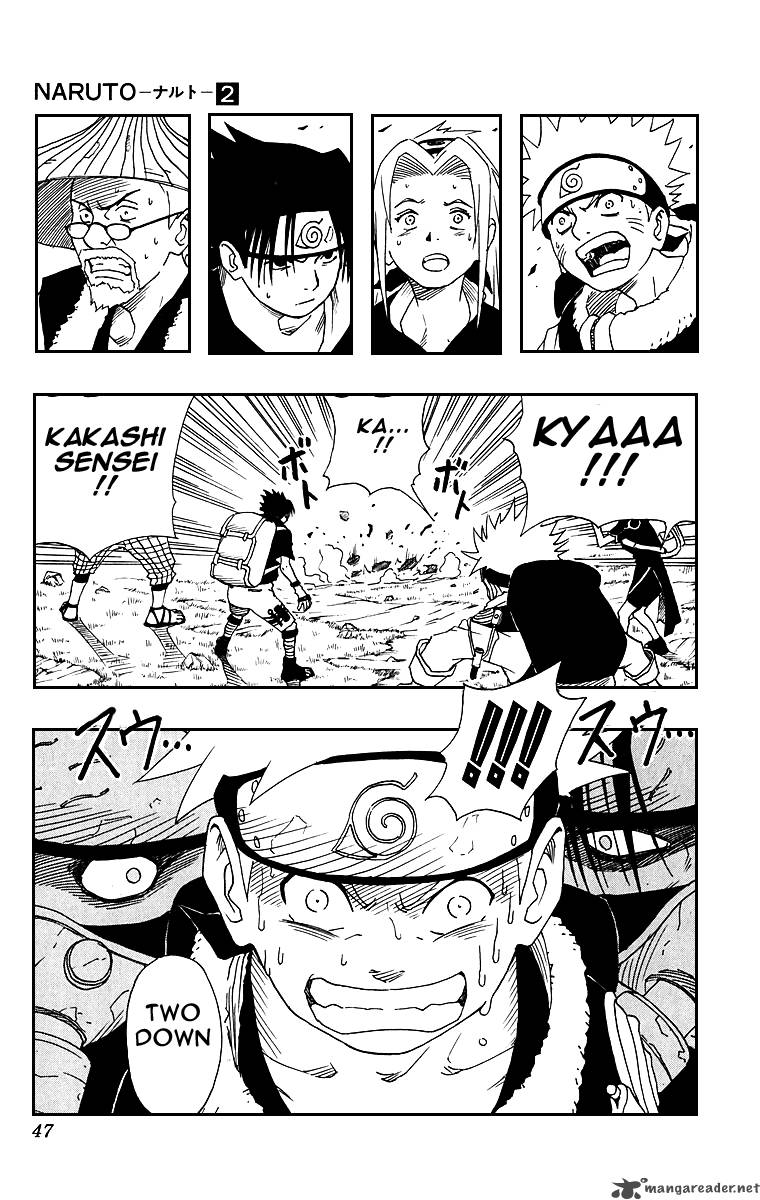 NARUTO—ナルト—2
KYAAA
!!!
KA...
!!
KAKASHI
SENSEI
!!
ボト
ボト
!!!!
スウ…
スウ…
TWO
DOWN
47
mangareader.net